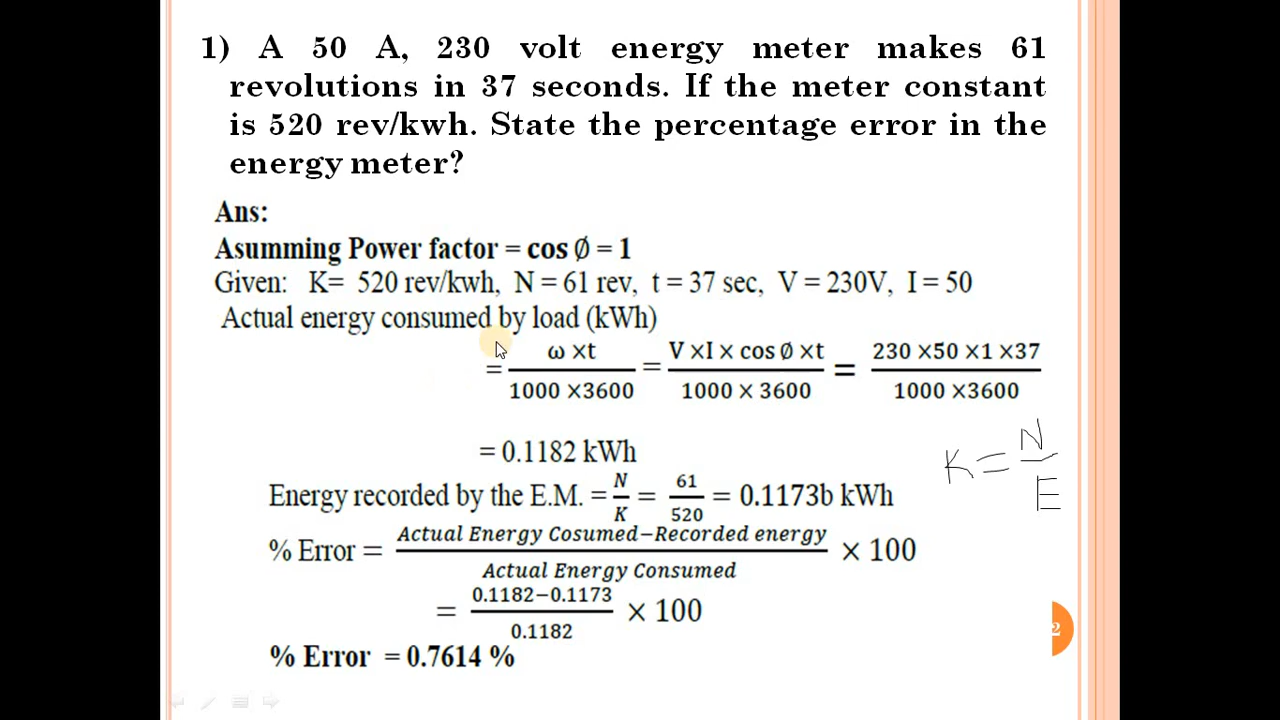 1) A 50 A, 230 volt energy meter makes 61
revolutions in 37 seconds. If the meter constant
is 520 rev/kwh. State the percentage error in the
energy meter?
Ans:
Asumming Power factor = cos Ø = 1
Given: K= 520 rev/kwh, N = 61 rev, t = 37 sec, V = 230V, I = 50
Actual energy consumed by load (kWh)
= ω ×t / 1000 ×3600 = V ×I × cos Ø ×t / 1000 × 3600 = 230 ×50 ×1 ×37 / 1000 ×3600
= 0.1182 kWh
K = N / E
Energy recorded by the E.M. = N / K = 61 / 520 = 0.1173b kWh
% Error = Actual Energy Cosumed−Recorded energy / Actual Energy Consumed × 100
= 0.1182−0.1173 / 0.1182 × 100
% Error = 0.7614 %
2